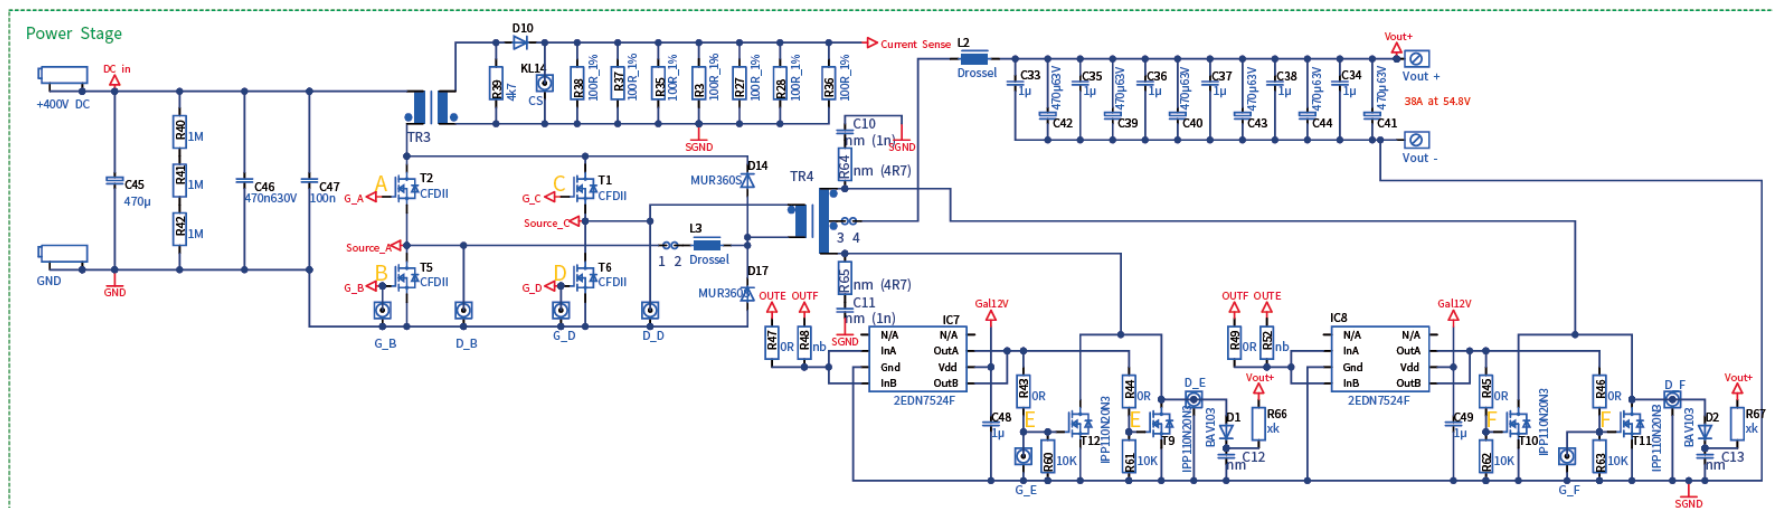 Power Stage
DC in
+400V DC
GND
GND
C45
470µ
R40
1M
R41
1M
R42
1M
C46
470n630V
C47
100n
TR3
D10
R39
4k7
KL14
CS
R38
100R_1%
R37
100R_1%
R35
100R_1%
R3
100R_1%
R27
100R_1%
R28
100R_1%
R36
100R_1%
Current Sense
SGND
A
G_A
T2
CFDII
Source_A
B
G_B
T5
CFDII
C
G_C
T1
CFDII
Source_C
D
G_D
T6
CFDII
G_B
D_B
G_D
D_D
1 2
L3
Drossel
D14
MUR360S
D17
MUR360S
TR4
3 4
C10
nm (1n)
SGND
R64
nm (4R7)
R65
nm (4R7)
C11
nm (1n)
SGND
L2
Drossel
C33
1µ
470µ63V
C42
C35
1µ
470µ63V
C39
C36
1µ
470µ63V
C40
C37
1µ
470µ63V
C43
C38
1µ
470µ63V
C44
C34
1µ
470µ63V
C41
Vout+
Vout +
38A at 54.8V
Vout -
OUTE
OUTF
R47
0R
R48
nb
IC7
N/A
N/A
InA
OutA
Gnd
Vdd
InB
OutB
2EDN7524F
Gal12V
C48
1µ
R43
0R
E
G_E
R60
10K
T12
IPP110N20N3
R44
0R
E
R61
10K
T9
IPP110N20N3
D_E
D1
BAV103
C12
nm
Vout+
R66
xk
OUTF
OUTE
R49
0R
R52
nb
IC8
N/A
N/A
InA
OutA
Gnd
Vdd
InB
OutB
2EDN7524F
Gal12V
C49
1µ
R45
0R
F
R62
10K
T10
IPP110N20N3
G_F
R46
0R
F
R63
10K
T11
IPP110N20N3
D_F
D2
BAV103
C13
nm
Vout+
R67
xk
SGND